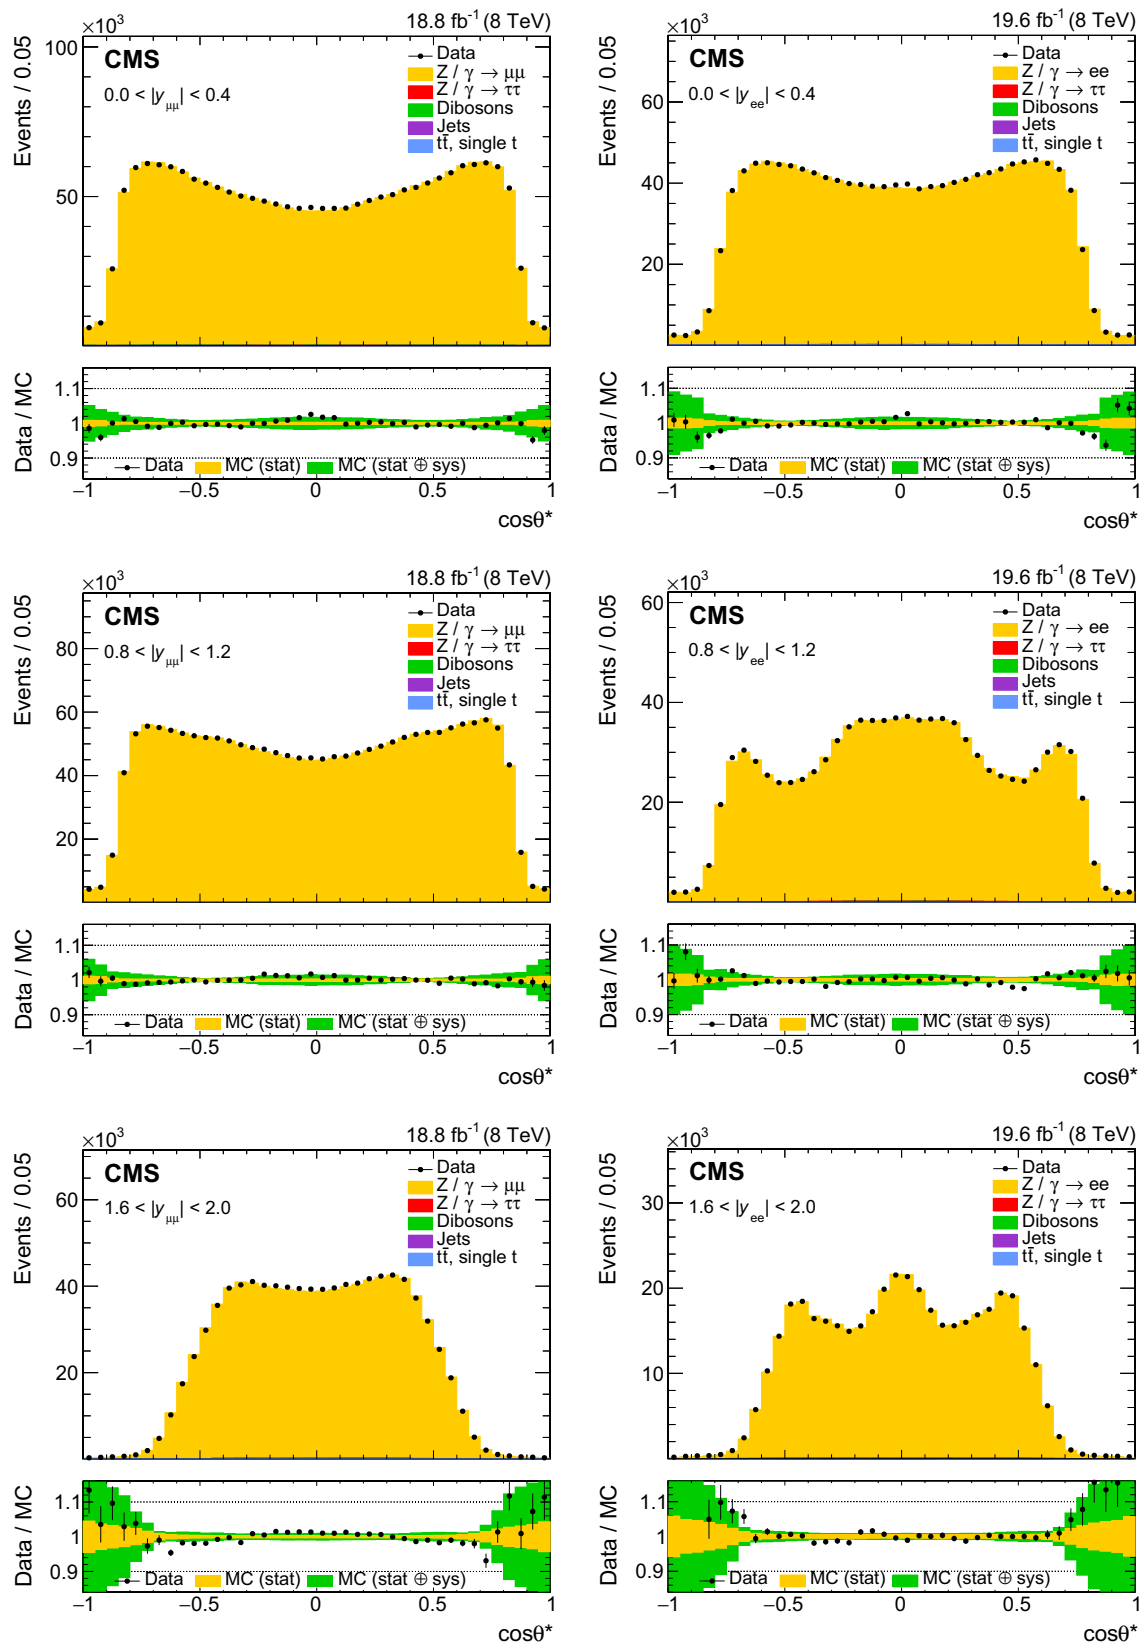 ×10³ 18.8 fb⁻¹ (8 TeV)
Events / 0.05
100
50
CMS
0.0 < |y_μμ| < 0.4
Data
Z / γ → μμ
Z / γ → ττ
Dibosons
Jets
tt̄, single t
Data / MC
1.1
1
0.9
Data MC (stat) MC (stat ⊕ sys)
−1 −0.5 0 0.5 1
cosθ*
×10³ 19.6 fb⁻¹ (8 TeV)
Events / 0.05
60
40
20
CMS
0.0 < |y_ee| < 0.4
Data
Z / γ → ee
Z / γ → ττ
Dibosons
Jets
tt̄, single t
Data / MC
1.1
1
0.9
Data MC (stat) MC (stat ⊕ sys)
−1 −0.5 0 0.5 1
cosθ*
×10³ 18.8 fb⁻¹ (8 TeV)
Events / 0.05
80
60
40
20
CMS
0.8 < |y_μμ| < 1.2
Data
Z / γ → μμ
Z / γ → ττ
Dibosons
Jets
tt̄, single t
Data / MC
1.1
1
0.9
Data MC (stat) MC (stat ⊕ sys)
−1 −0.5 0 0.5 1
cosθ*
×10³ 19.6 fb⁻¹ (8 TeV)
Events / 0.05
60
40
20
CMS
0.8 < |y_ee| < 1.2
Data
Z / γ → ee
Z / γ → ττ
Dibosons
Jets
tt̄, single t
Data / MC
1.1
1
0.9
Data MC (stat) MC (stat ⊕ sys)
−1 −0.5 0 0.5 1
cosθ*
×10³ 18.8 fb⁻¹ (8 TeV)
Events / 0.05
60
40
20
CMS
1.6 < |y_μμ| < 2.0
Data
Z / γ → μμ
Z / γ → ττ
Dibosons
Jets
tt̄, single t
Data / MC
1.1
1
0.9
Data MC (stat) MC (stat ⊕ sys)
−1 −0.5 0 0.5 1
cosθ*
×10³ 19.6 fb⁻¹ (8 TeV)
Events / 0.05
30
20
10
CMS
1.6 < |y_ee| < 2.0
Data
Z / γ → ee
Z / γ → ττ
Dibosons
Jets
tt̄, single t
Data / MC
1.1
1
0.9
Data MC (stat) MC (stat ⊕ sys)
−1 −0.5 0 0.5 1
cosθ*